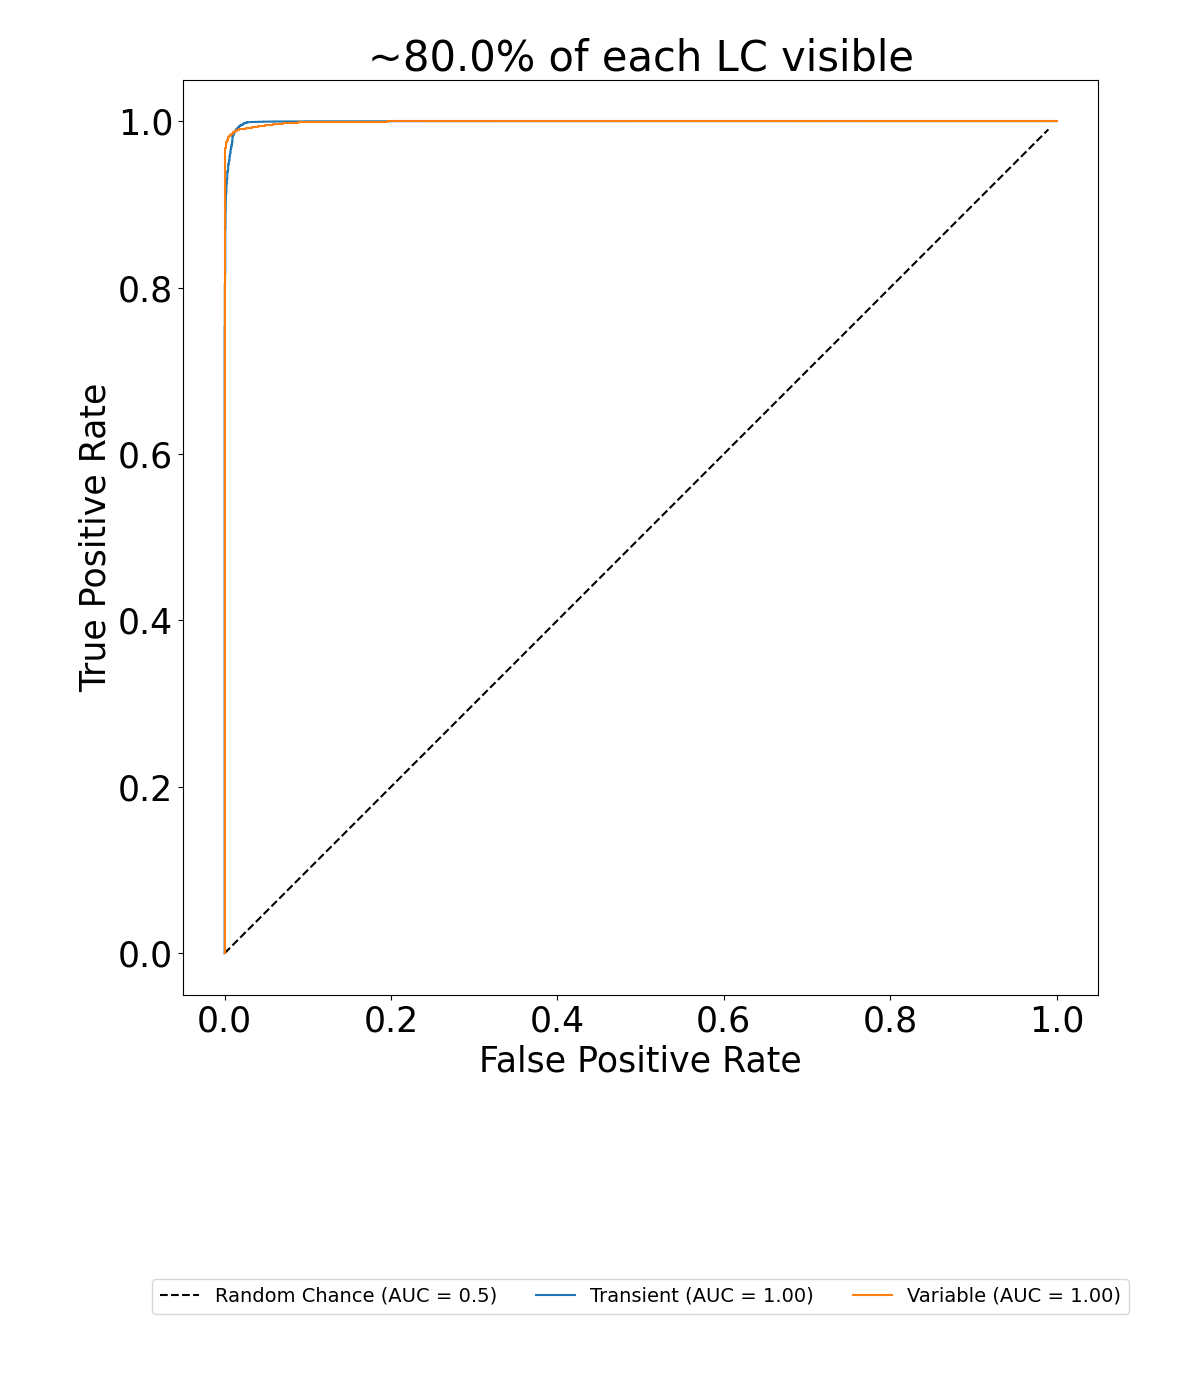 ~80.0% of each LC visible
True Positive Rate
1.0
0.8
0.6
0.4
0.2
0.0
0.0 0.2 0.4 0.6 0.8 1.0
False Positive Rate
Random Chance (AUC = 0.5) Transient (AUC = 1.00) Variable (AUC = 1.00)